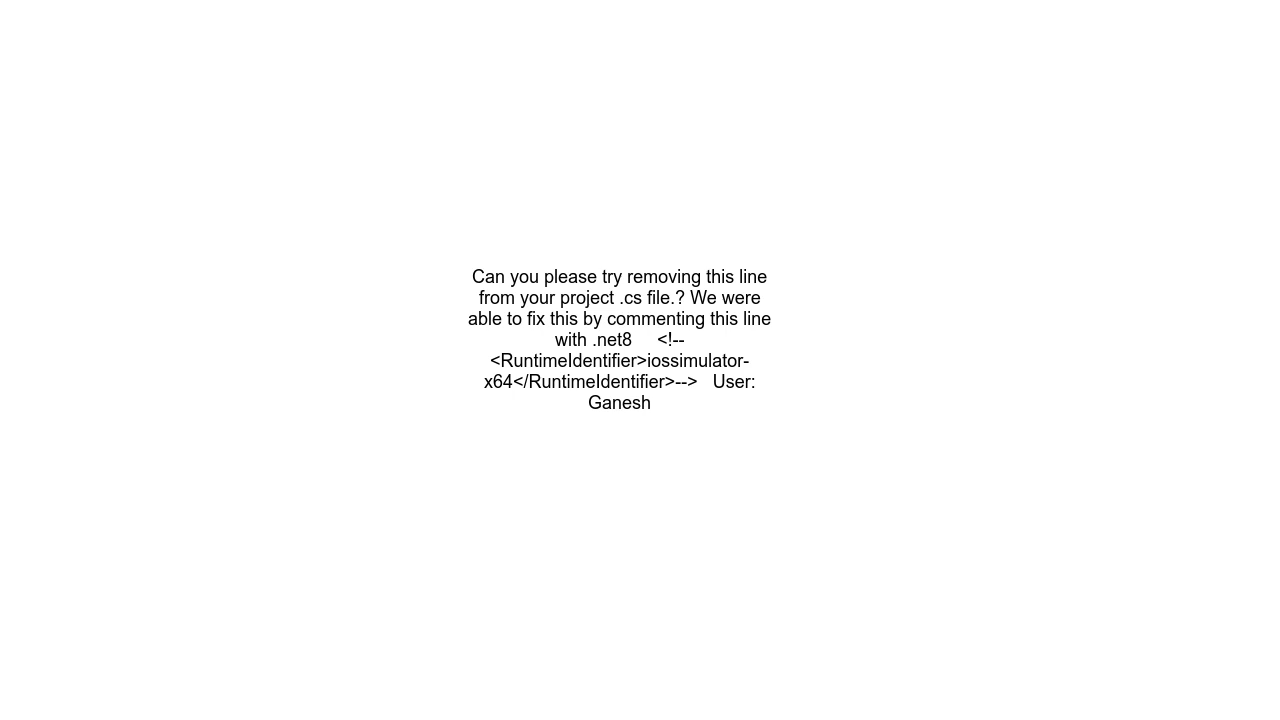 Can you please try removing this line
from your project .cs file.? We were
able to fix this by commenting this line
with .net8     <!--
<RuntimeIdentifier>iossimulator-
x64</RuntimeIdentifier>-->   User:
Ganesh